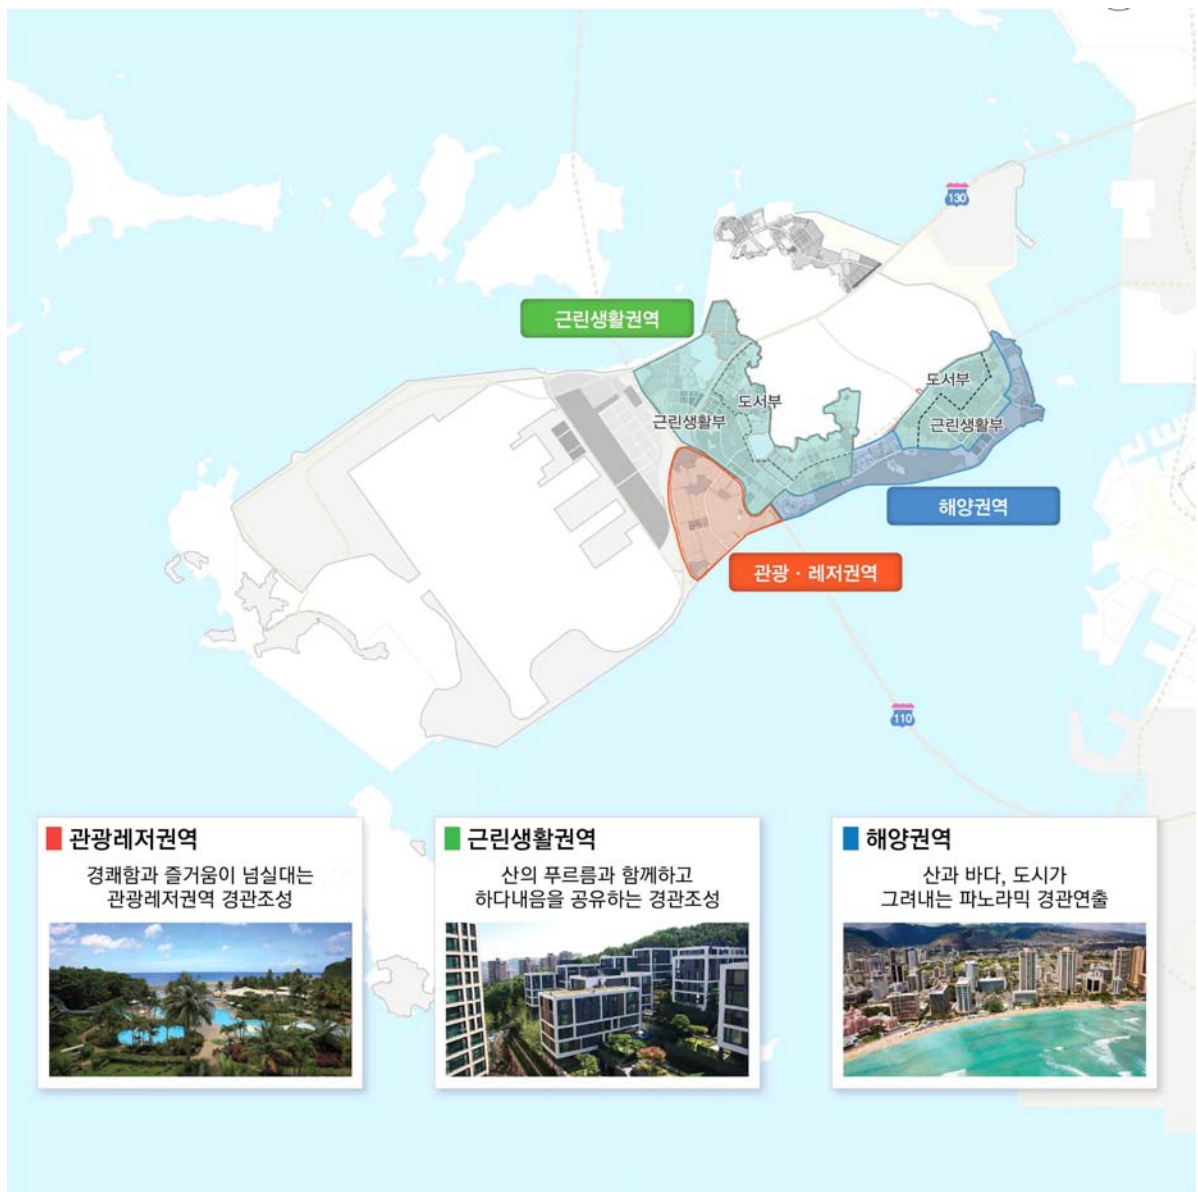 130
근린생활권역
도서부
도서부
근린생활부
근린생활부
해양권역
관광 · 레저권역
110
관광레저권역
경쾌함과 즐거움이 넘실대는
관광레저권역 경관조성
근린생활권역
산의 푸르름과 함께하고
하다내음을 공유하는 경관조성
해양권역
산과 바다, 도시가
그려내는 파노라믹 경관연출